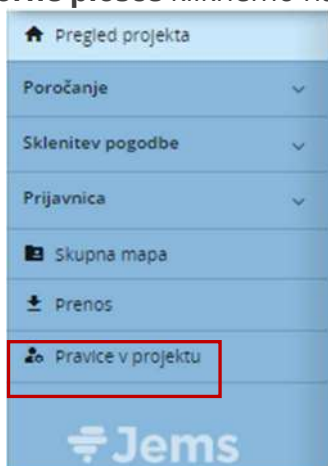 Pregled projekta
Poročanje
Sklenitev pogodbe
Prijavnica
Skupna mapa
Prenos
Pravice v projektu
Jems